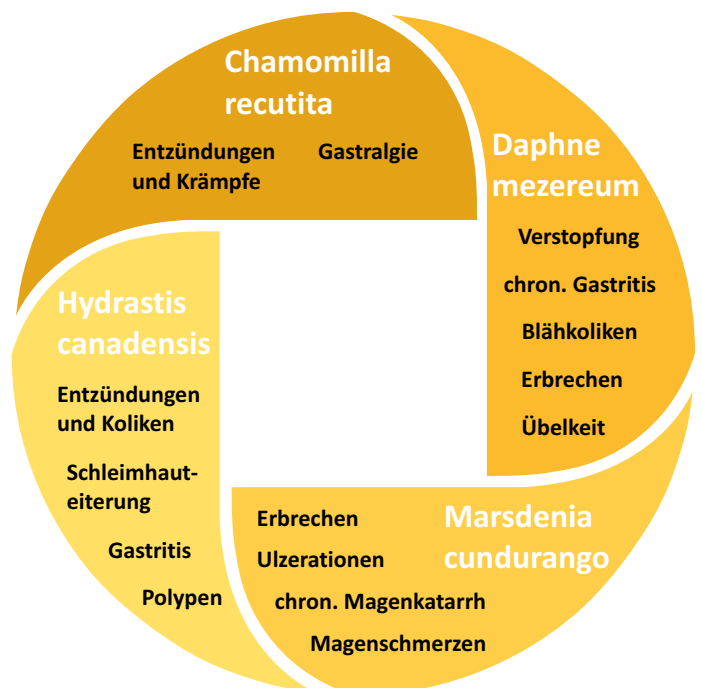 Chamomilla
recutita
Entzündungen
und Krämpfe
Gastralgie
Daphne
mezereum
Verstopfung
chron. Gastritis
Blähkoliken
Erbrechen
Übelkeit
Hydrastis
canadensis
Entzündungen
und Koliken
Schleimhaut-
eiterung
Gastritis
Polypen
Marsdenia
cundurango
Erbrechen
Ulzerationen
chron. Magenkatarrh
Magenschmerzen